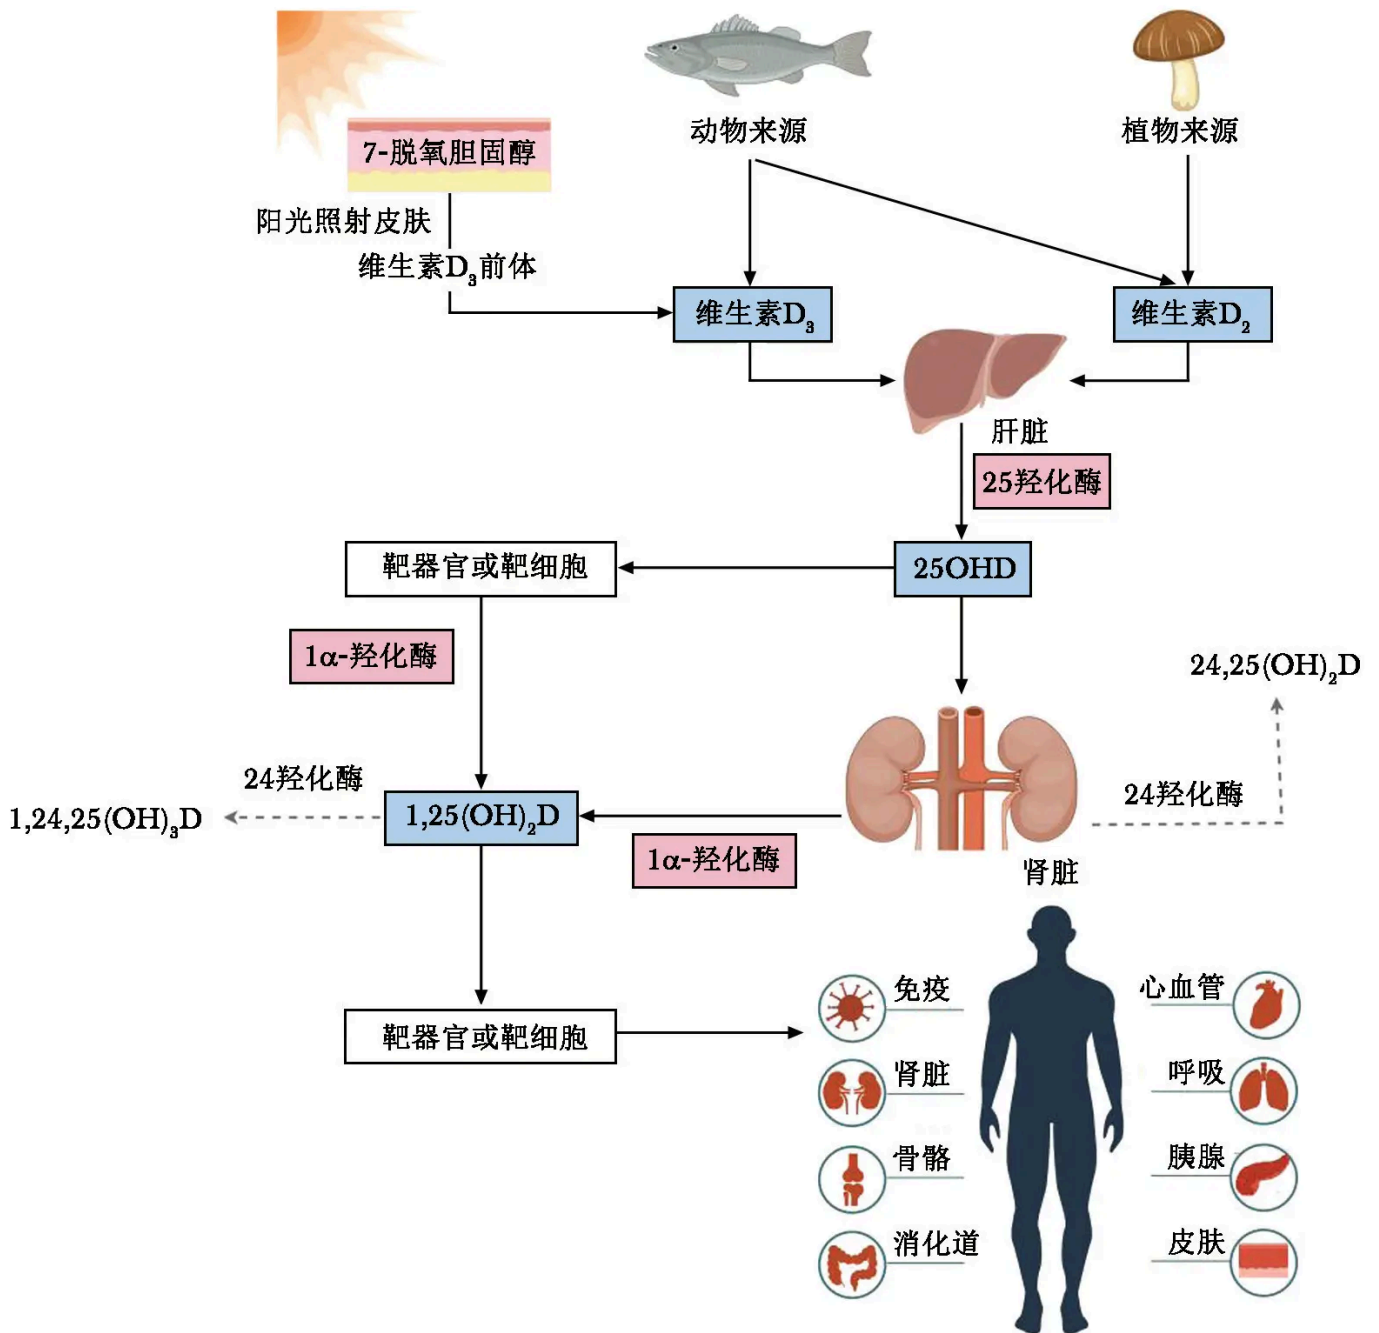 7-脱氧胆固醇
动物来源
植物来源
阳光照射皮肤
维生素D₃前体
维生素D₃
维生素D₂
肝脏
25羟化酶
靶器官或靶细胞
25OHD
1α-羟化酶
24,25(OH)₂D
24羟化酶
24羟化酶
1,24,25(OH)₃D
1,25(OH)₂D
1α-羟化酶
肾脏
靶器官或靶细胞
免疫
心血管
肾脏
呼吸
骨骼
胰腺
消化道
皮肤